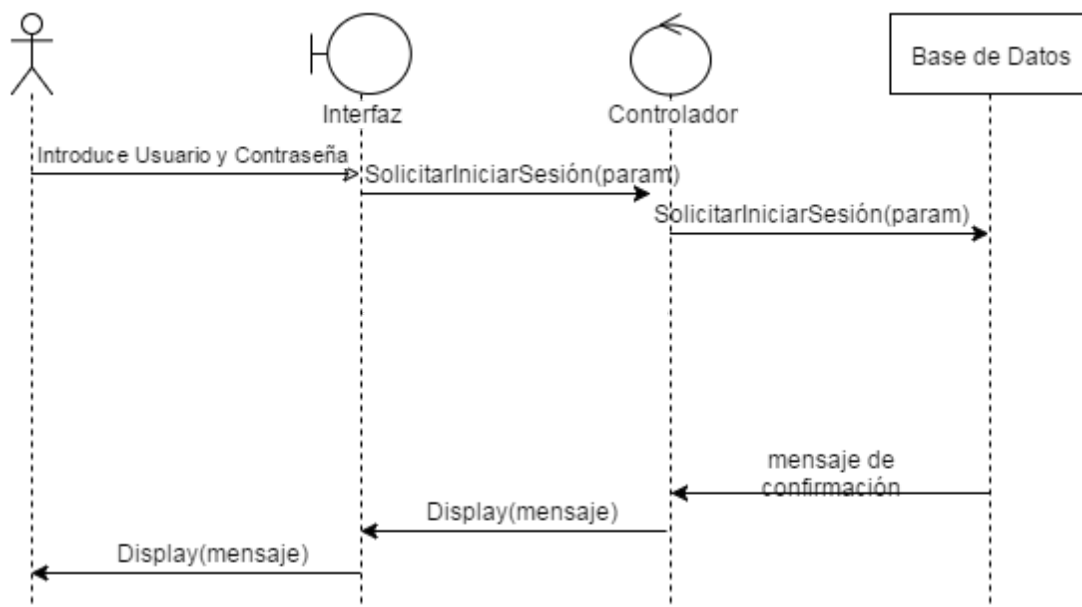 Base de Datos
Interfaz
Controlador
Introduce Usuario y Contraseña
SolicitarIniciarSesión(param)
SolicitarIniciarSesión(param)
mensaje de
confirmación
Display(mensaje)
Display(mensaje)